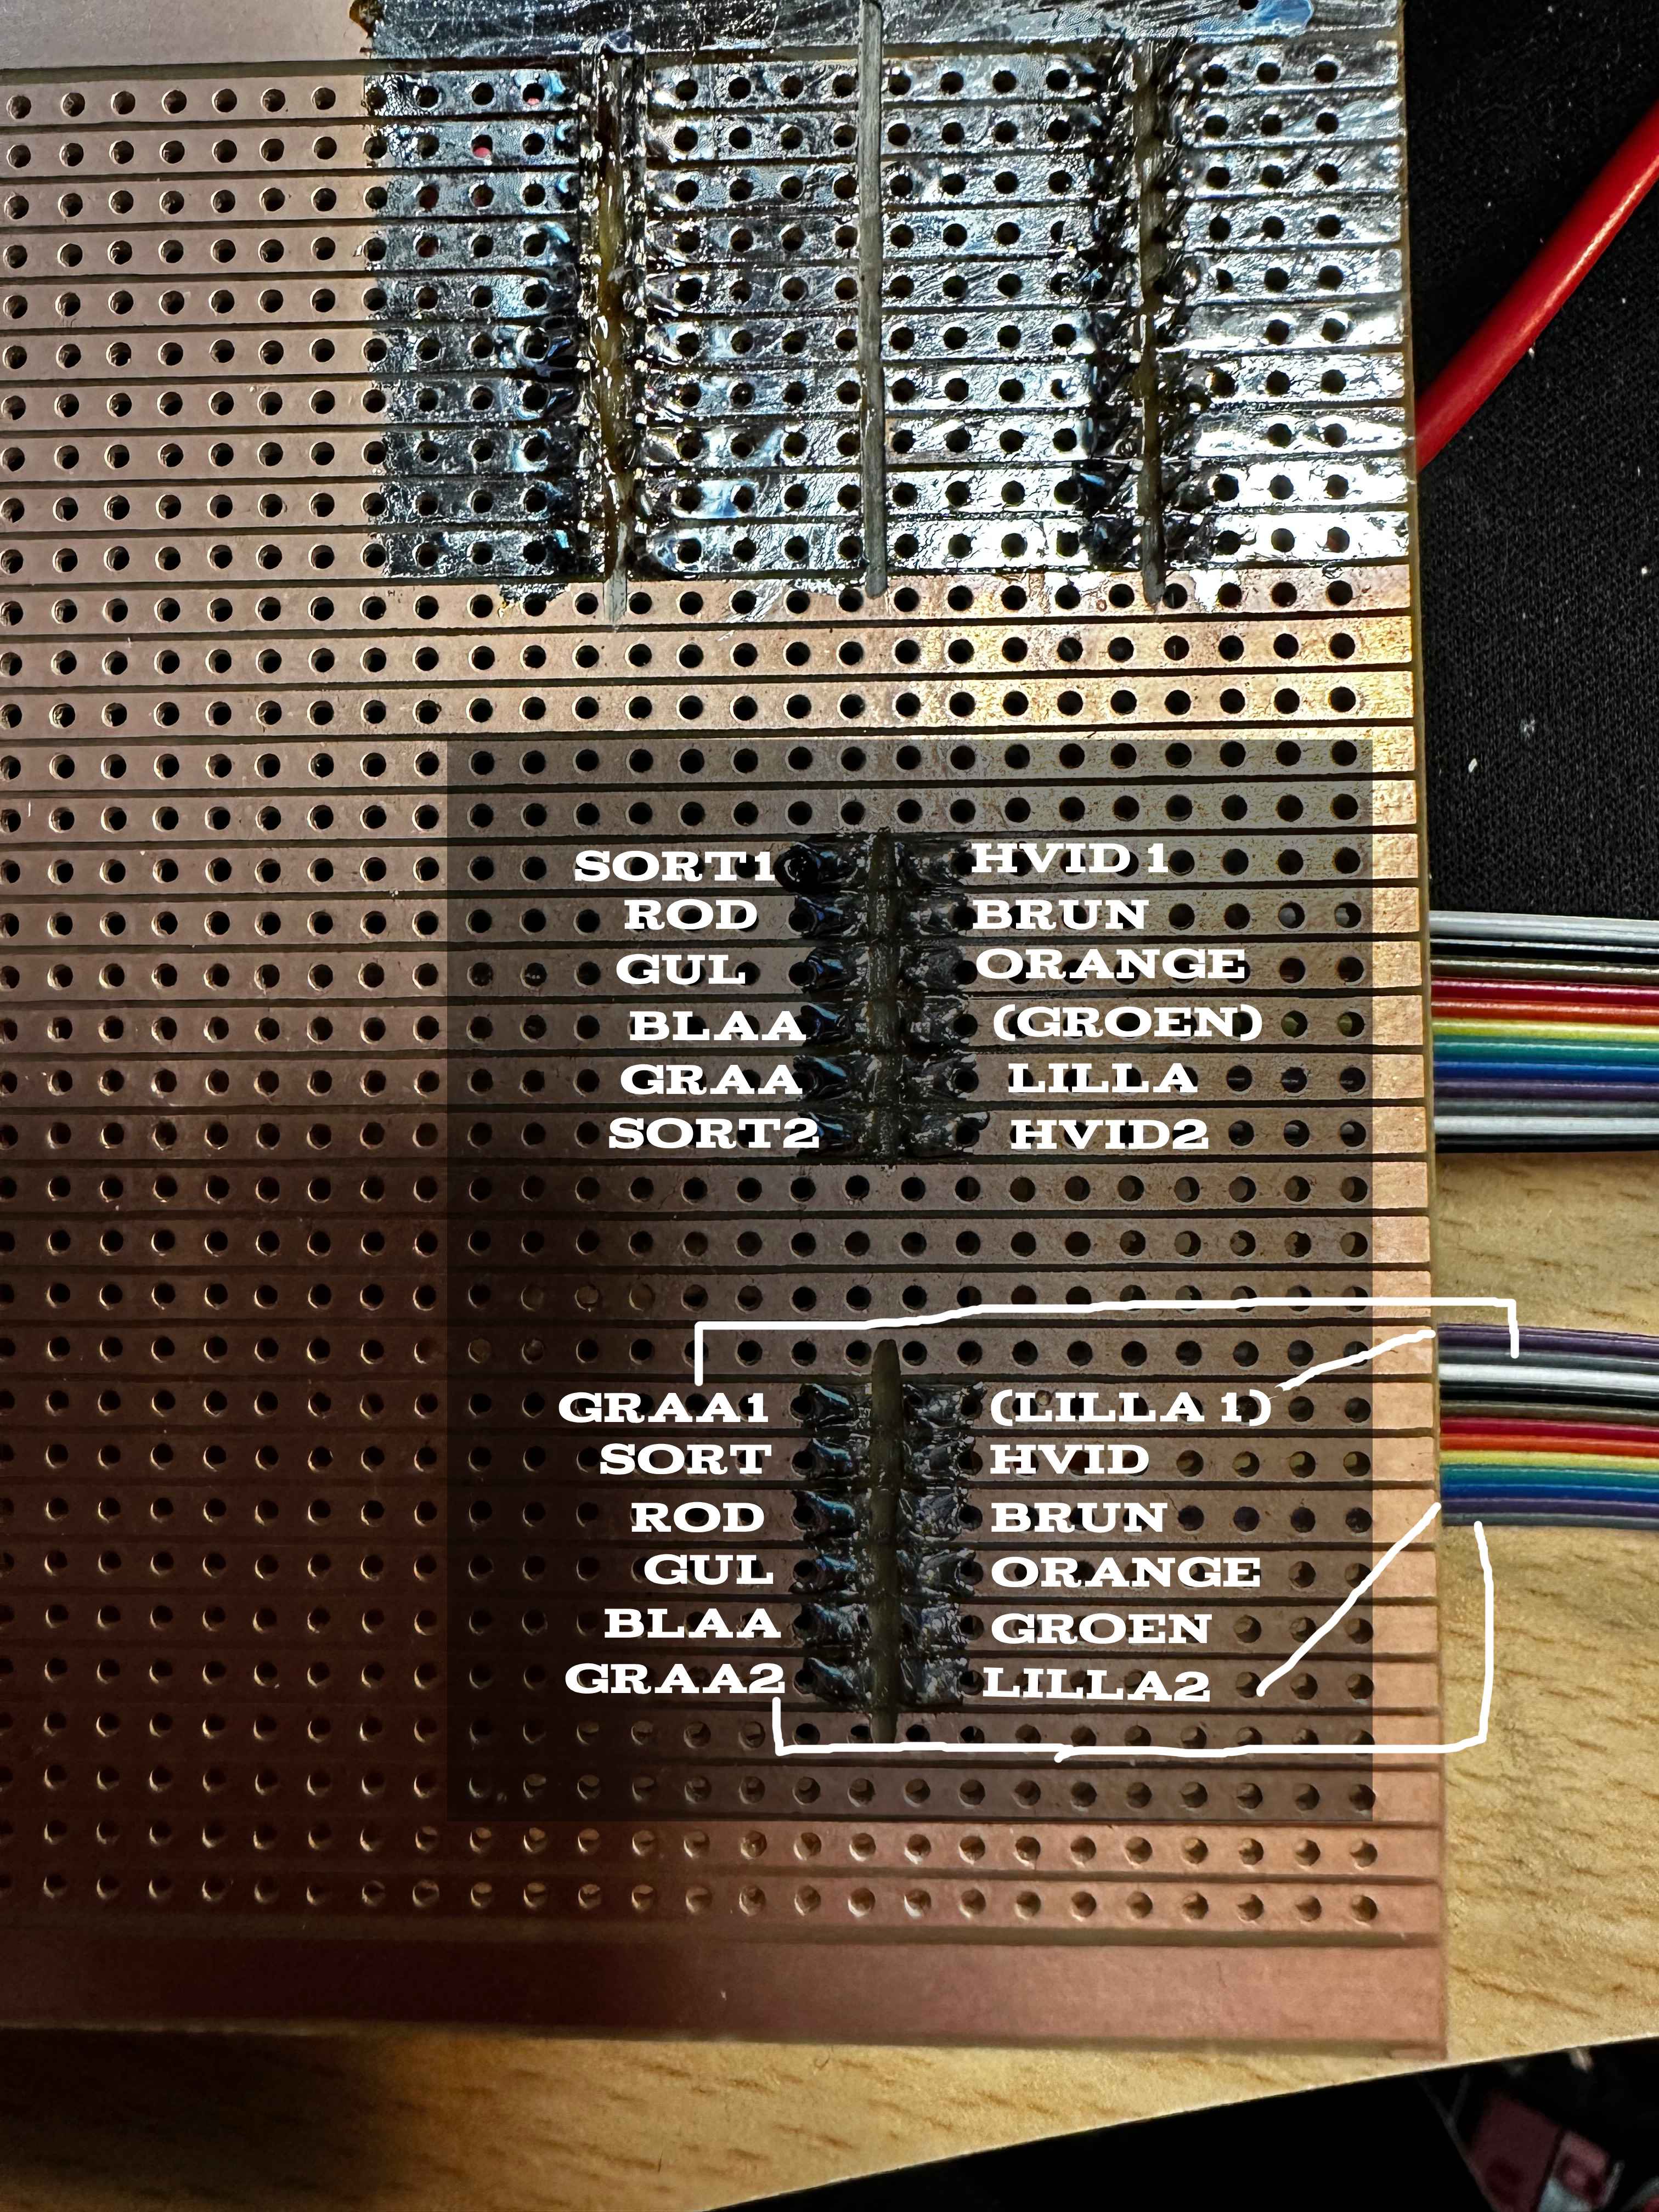 SORT1 HVID 1
ROD BRUN
GUL ORANGE
BLAA (GROEN)
GRAA LILLA
SORT2 HVID2
GRAA1 (LILLA 1)
SORT HVID
ROD BRUN
GUL ORANGE
BLAA GROEN
GRAA2 LILLA2